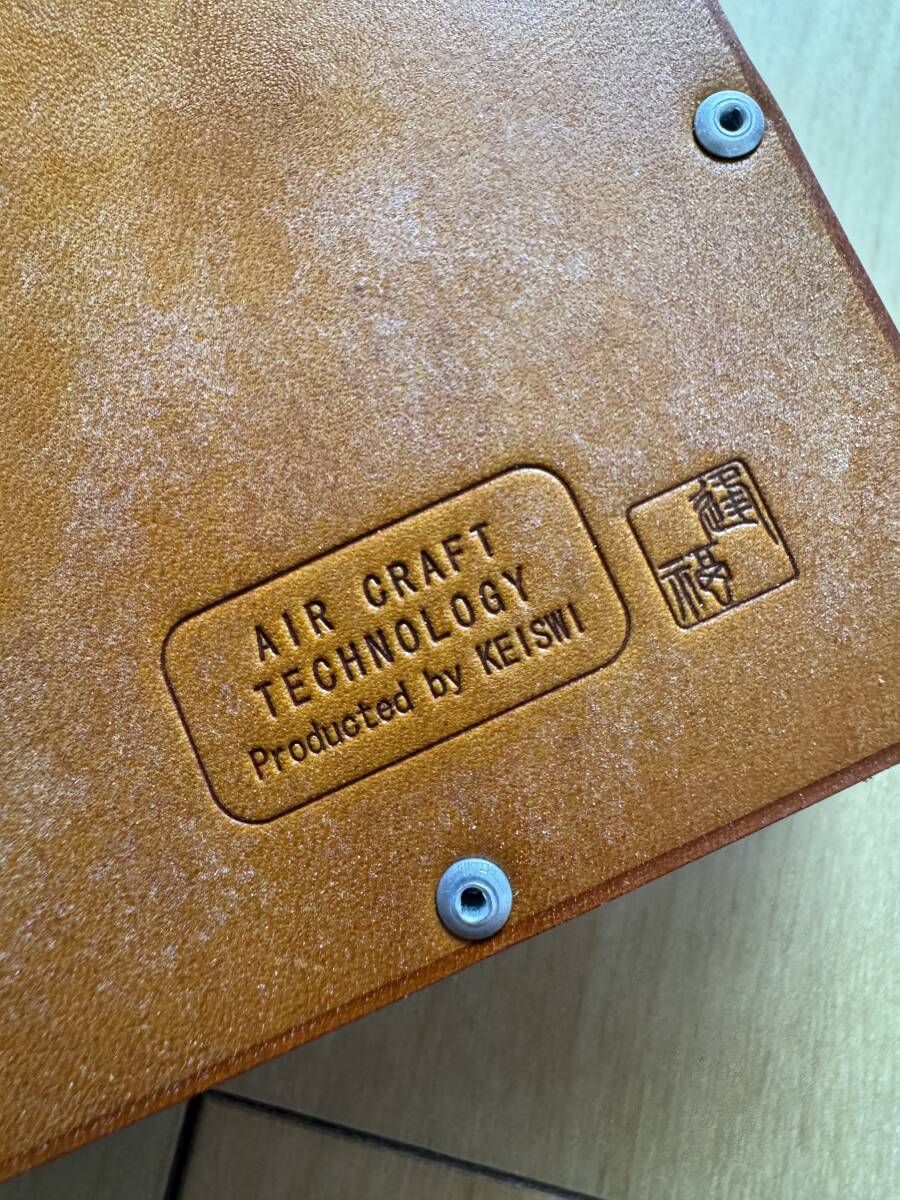 AIR CRAFT
TECHNOLOGY
Producted by KEISWI